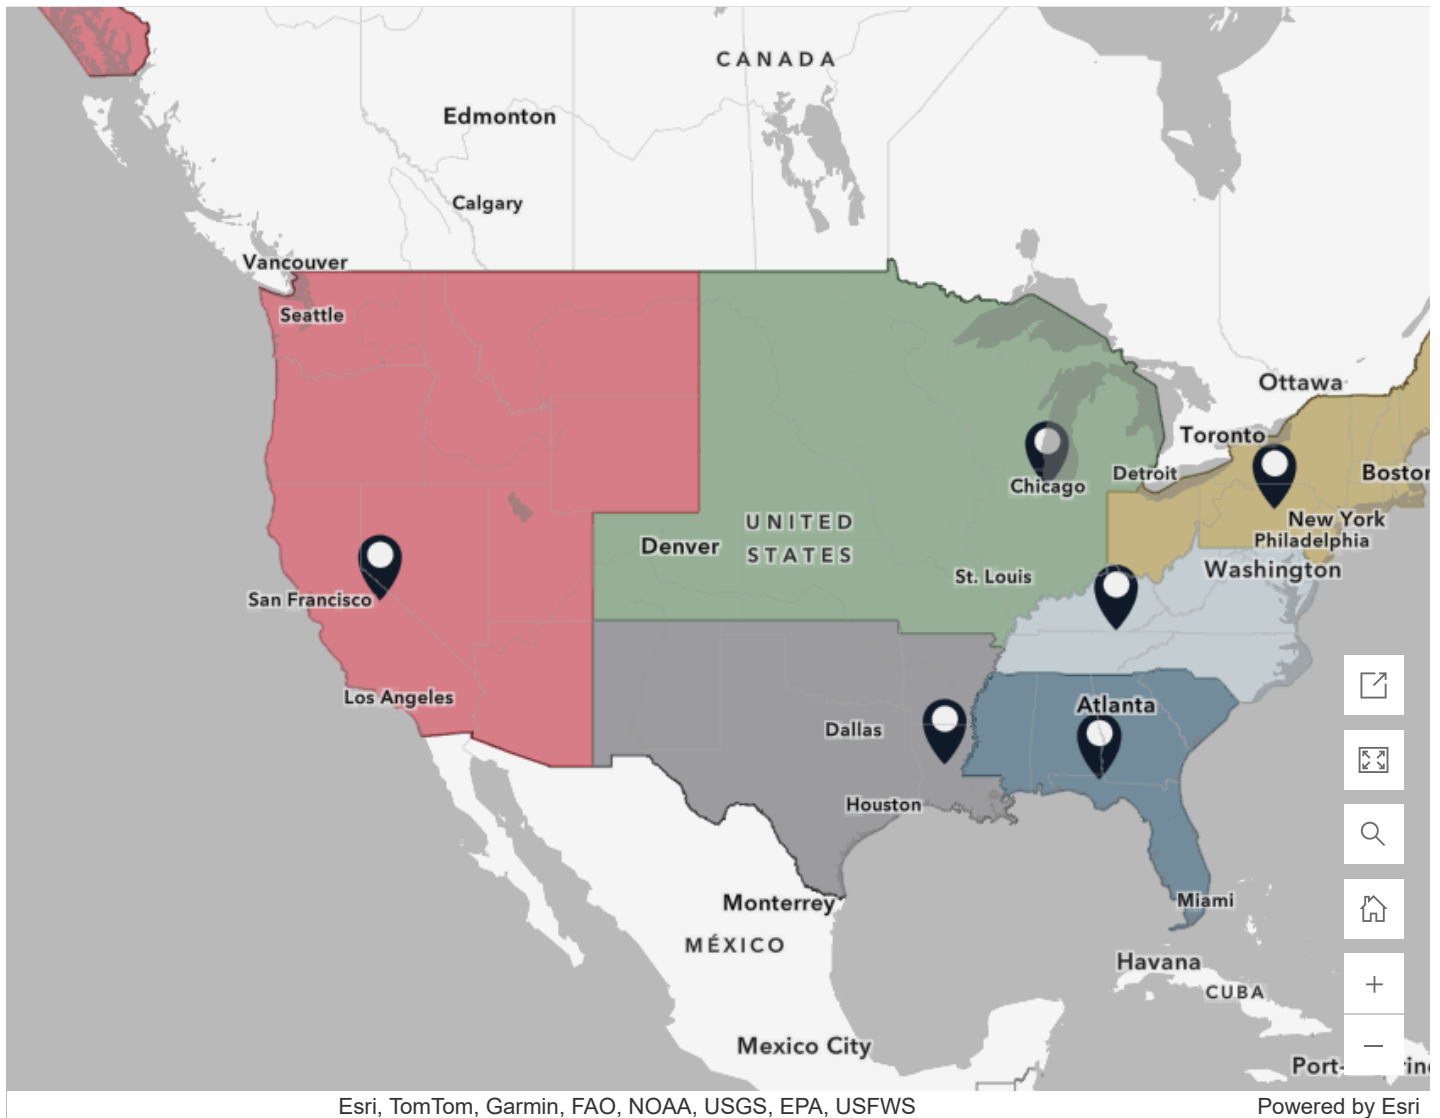 CANADA
Edmonton
Calgary
Vancouver
Seattle
Ottawa
Toronto
Boston
Detroit
Chicago
New York
UNITED
STATES
Denver
Philadelphia
Washington
St. Louis
San Francisco
Los Angeles
Atlanta
Dallas
Houston
Miami
Monterrey
MÉXICO
Havana
CUBA
Mexico City
Port-
Esri, TomTom, Garmin, FAO, NOAA, USGS, EPA, USFWS
Powered by Esri